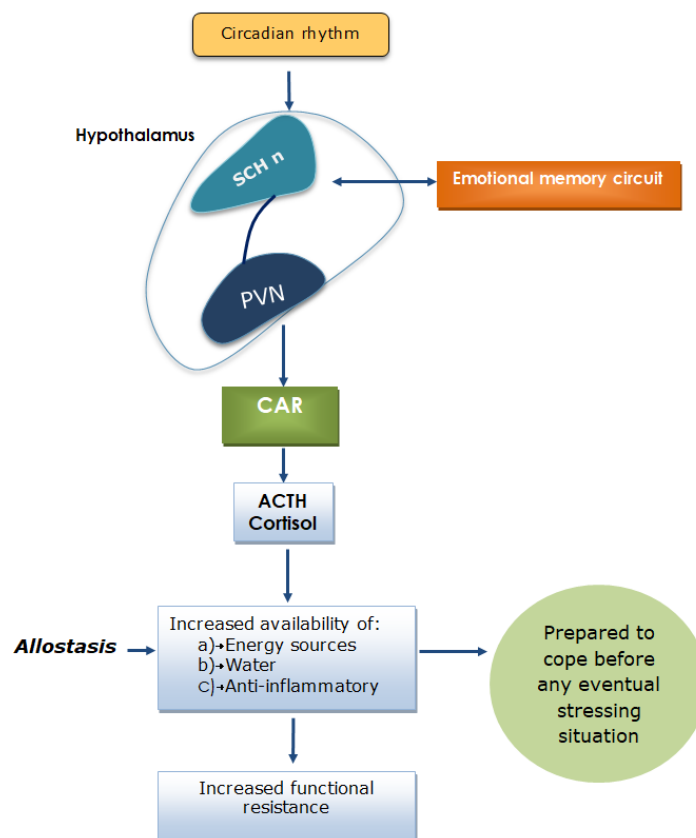 Circadian rhythm
Hypothalamus
SCH n
Emotional memory circuit
PVN
CAR
ACTH
Cortisol
Allostasis
Increased availability of:
a)→Energy sources
b)→Water
c)→Anti-inflammatory
Prepared to
cope before
any eventual
stressing
situation
Increased functional
resistance